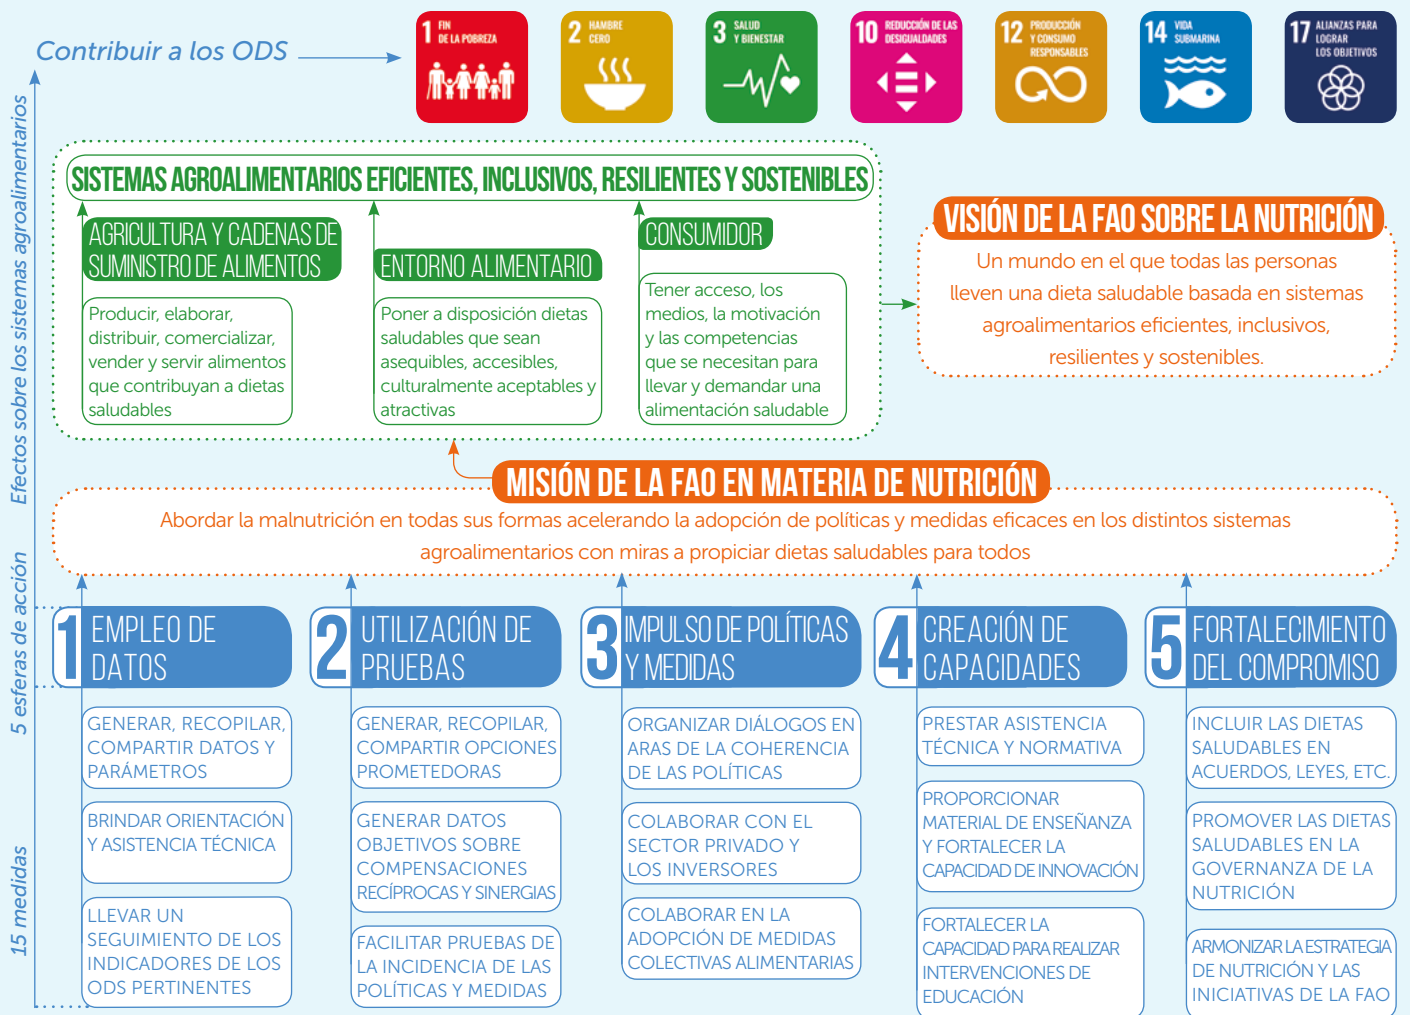 Contribuir a los ODS
1 FIN
DE LA POBREZA
2 HAMBRE
CERO
3 SALUD
Y BIENESTAR
10 REDUCCIÓN DE LAS
DESIGUALDADES
12 PRODUCCIÓN
Y CONSUMO
RESPONSABLES
14 VIDA
SUBMARINA
17 ALIANZAS PARA
LOGRAR
LOS OBJETIVOS
Efectos sobre los sistemas agroalimentarios
SISTEMAS AGROALIMENTARIOS EFICIENTES, INCLUSIVOS, RESILIENTES Y SOSTENIBLES
AGRICULTURA Y CADENAS DE
SUMINISTRO DE ALIMENTOS
Producir, elaborar,
distribuir, comercializar,
vender y servir alimentos
que contribuyan a dietas
saludables
ENTORNO ALIMENTARIO
Poner a disposición dietas
saludables que sean
asequibles, accesibles,
culturalmente aceptables y
atractivas
CONSUMIDOR
Tener acceso, los
medios, la motivación
y las competencias
que se necesitan para
llevar y demandar una
alimentación saludable
VISIÓN DE LA FAO SOBRE LA NUTRICIÓN
Un mundo en el que todas las personas
lleven una dieta saludable basada en sistemas
agroalimentarios eficientes, inclusivos,
resilientes y sostenibles.
MISIÓN DE LA FAO EN MATERIA DE NUTRICIÓN
Abordar la malnutrición en todas sus formas acelerando la adopción de políticas y medidas eficaces en los distintos sistemas
agroalimentarios con miras a propiciar dietas saludables para todos
5 esferas de acción
1 EMPLEO DE
DATOS
2 UTILIZACIÓN DE
PRUEBAS
3 IMPULSO DE POLÍTICAS
Y MEDIDAS
4 CREACIÓN DE
CAPACIDADES
5 FORTALECIMIENTO
DEL COMPROMISO
15 medidas
GENERAR, RECOPILAR,
COMPARTIR DATOS Y
PARÁMETROS
BRINDAR ORIENTACIÓN
Y ASISTENCIA TÉCNICA
LLEVAR UN
SEGUIMIENTO DE LOS
INDICADORES DE LOS
ODS PERTINENTES
GENERAR, RECOPILAR,
COMPARTIR OPCIONES
PROMETEDORAS
GENERAR DATOS
OBJETIVOS SOBRE
COMPENSACIONES
RECÍPROCAS Y SINERGIAS
FACILITAR PRUEBAS DE
LA INCIDENCIA DE LAS
POLÍTICAS Y MEDIDAS
ORGANIZAR DIÁLOGOS EN
ARAS DE LA COHERENCIA
DE LAS POLÍTICAS
COLABORAR CON EL
SECTOR PRIVADO Y
LOS INVERSORES
COLABORAR EN LA
ADOPCIÓN DE MEDIDAS
COLECTIVAS ALIMENTARIAS
PRESTAR ASISTENCIA
TÉCNICA Y NORMATIVA
PROPORCIONAR
MATERIAL DE ENSEÑANZA
Y FORTALECER LA
CAPACIDAD DE INNOVACIÓN
FORTALECER LA
CAPACIDAD PARA REALIZAR
INTERVENCIONES DE
EDUCACIÓN
INCLUIR LAS DIETAS
SALUDABLES EN
ACUERDOS, LEYES, ETC.
PROMOVER LAS DIETAS
SALUDABLES EN LA
GOVERNANZA DE LA
NUTRICIÓN
ARMONIZAR LA ESTRATEGIA
DE NUTRICIÓN Y LAS
INICIATIVAS DE LA FAO